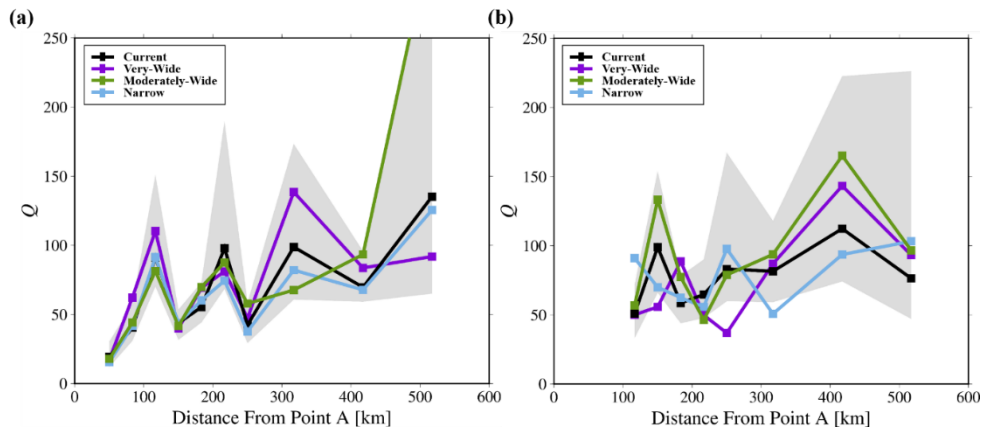 (a)
250
200
150
100
50
0
Q
Current
Very-Wide
Moderately-Wide
Narrow
0 100 200 300 400 500 600
Distance From Point A [km]
(b)
250
200
150
100
50
0
Q
Current
Very-Wide
Moderately-Wide
Narrow
0 100 200 300 400 500 600
Distance From Point A [km]